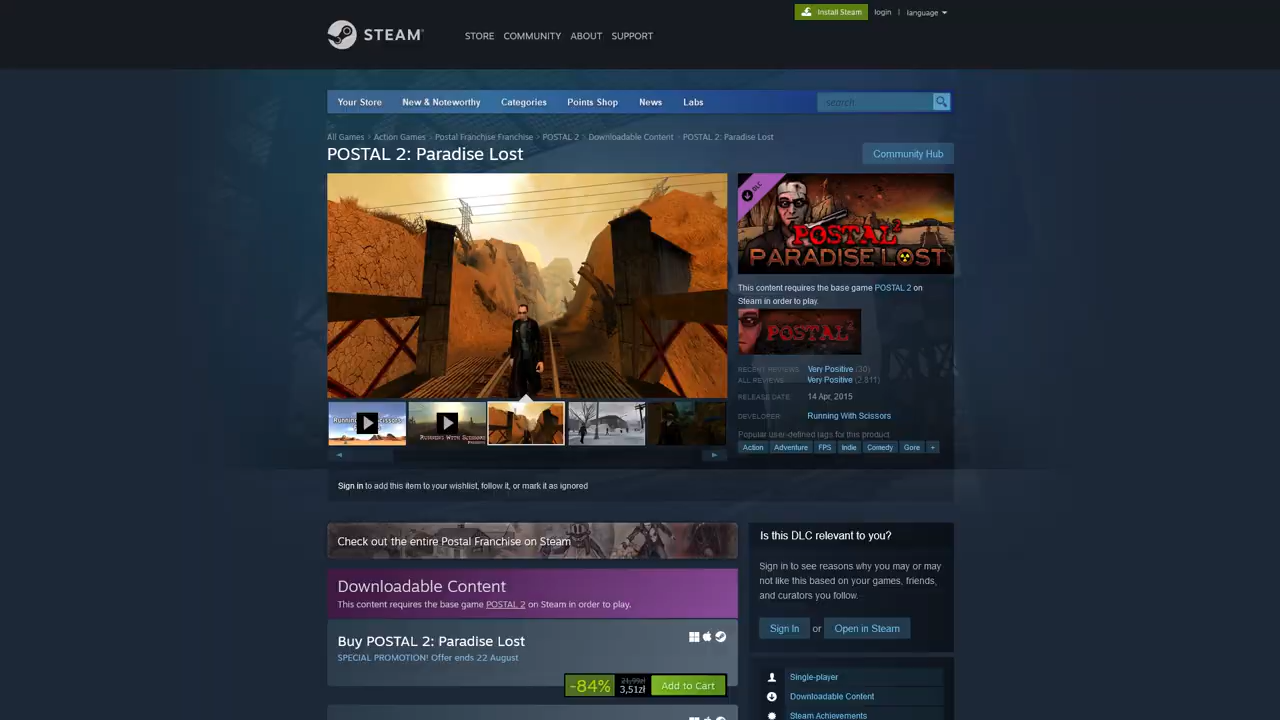 Install Steam
login | language
STEAM
STORE COMMUNITY ABOUT SUPPORT
Your Store New & Noteworthy Categories Points Shop News Labs
search
All Games > Action Games > Postal Franchise Franchise > POSTAL 2 > Downloadable Content > POSTAL 2: Paradise Lost
POSTAL 2: Paradise Lost
Community Hub
DLC
POSTAL 2
PARADISE LOST
This content requires the base game POSTAL 2 on
Steam in order to play.
POSTAL 2
RECENT REVIEWS: Very Positive (30)
ALL REVIEWS: Very Positive (2,811)
RELEASE DATE: 14 Apr, 2015
DEVELOPER: Running With Scissors
Popular user-defined tags for this product:
Action Adventure FPS Indie Comedy Gore +
Running With Scissors
RUNNING WITH SCISSORS
Sign in to add this item to your wishlist, follow it, or mark it as ignored
Check out the entire Postal Franchise on Steam
Downloadable Content
This content requires the base game POSTAL 2 on Steam in order to play.
Buy POSTAL 2: Paradise Lost
SPECIAL PROMOTION! Offer ends 22 August
-84% 21,99zł 3,51zł Add to Cart
Is this DLC relevant to you?
Sign in to see reasons why you may or may
not like this based on your games, friends,
and curators you follow.
Sign In or Open in Steam
Single-player
Downloadable Content
Steam Achievements